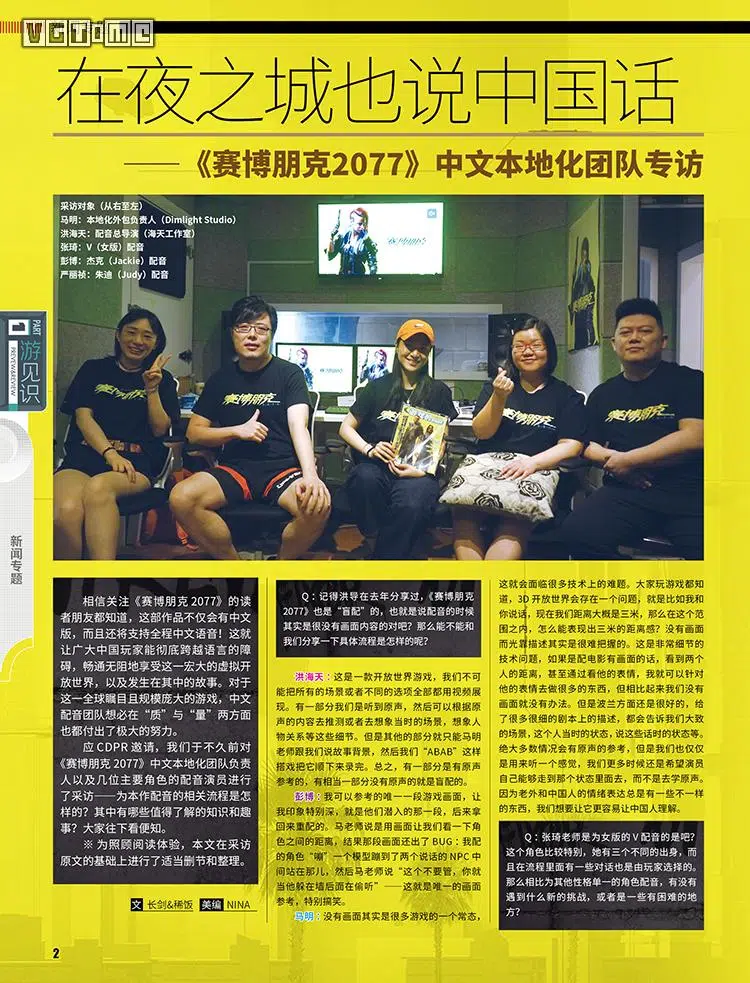 VGTIME
在夜之城也说中国话
——《赛博朋克2077》中文本地化团队专访
采访对象（从右至左）
马明：本地化外包负责人（Dimlight Studio）
洪海天：配音总导演（海天工作室）
张琦：V（女版）配音
彭博：杰克（Jackie）配音
严丽祯：朱迪（Judy）配音
PART
游见识
PREVIEW&REVIEW
新闻专题
相信关注《赛博朋克 2077》的读
者朋友都知道，这部作品不仅会有中文
版，而且还将支持全程中文语音！这就
让广大中国玩家能彻底跨越语言的障
碍，畅通无阻地享受这一宏大的虚拟开
放世界，以及发生在其中的故事。对于
这一全球瞩目且规模庞大的游戏，中文
配音团队想必在“质”与“量”两方面
也都付出了极大的努力。
应 CDPR 邀请，我们于不久前对
《赛博朋克 2077》中文本地化团队负责
人以及几位主要角色的配音演员进行
了采访——为本作配音的相关流程是怎
样的？其中有哪些值得了解的知识和趣
事？大家往下看便知。
※ 为照顾阅读体验，本文在采访
原文的基础上进行了适当删节和整理。
文 长剑&稀饭 美编 NINA
Q：记得洪导在去年分享过，《赛博朋克
2077》也是“盲配”的，也就是说配音的时候
其实是很没有画面内容的对吧？那么能不能和
我们分享一下具体流程是怎样的呢？
洪海天：这是一款开放世界游戏，我们不可
能把所有的场景或者不同的选项全部都用视频展
现。有一部分我们是听到原声，然后可以根据原
声的内容去推测或者去想象当时的场景，想象人
物关系等这些细节。但是其他的部分就只能马明
老师跟我们说故事背景，然后我们“ABAB”这样
搭戏把它顺下来录完。总之，有一部分是有原声
参考的，有相当一部分没有原声的就是盲配的。
彭博：我可以参考的唯一一段游戏画面，让
我印象特别深，就是他们潜入的那一段，后来拿
回来重配的。马老师说是用画面让我们看一下角
色之间的距离，结果那段画面还出了 BUG：我配
的角色“嘣”一个模型蹦到了两个说话的 NPC 中
间站在那儿，然后马老师说“这个不要管，你就
当他躲在墙后面在偷听”——这就是唯一的画面
参考，特别搞笑。
马明：没有画面其实是很多游戏的一个常态，
这就会面临很多技术上的难题。大家玩游戏都知
道，3D 开放世界会存在一个问题，就是比如我和
你说话，现在我们距离大概是三米，那么在这个范
围之内，怎么能表现出三米的距离感？没有画面
而光靠描述其实是很难把握的。这是非常细节的
技术问题，如果是配电影有画面的话，看到两个
人的距离，甚至通过看他的表情，我就可以针对
他的表情去做很多的东西，但相比起来我们没有
画面就没有办法。但是波兰方面还是很好的，给
了很多很细的剧本上的描述，都会告诉我们大致
的场景，这个人当时的状态，说这些话时的状态等。
绝大多数情况会有原声的参考，但是我们也仅仅
是用来听一个感觉，我们更多时候还是希望演员
自己能够走到那个状态里面去，而不是去学原声。
因为老外和中国人的情绪表达总是有一些不一样
的东西，我们想要让它更容易让中国人理解。
Q：张琦老师是为女版的 V 配音的是吧？
这个角色比较特别，她有三个不同的出身，而
且在流程里面有一些对话也是由玩家选择的。
那么相比为其他性格单一的角色配音，有没有
遇到什么新的挑战，或者是一些有困难的地
方？
2